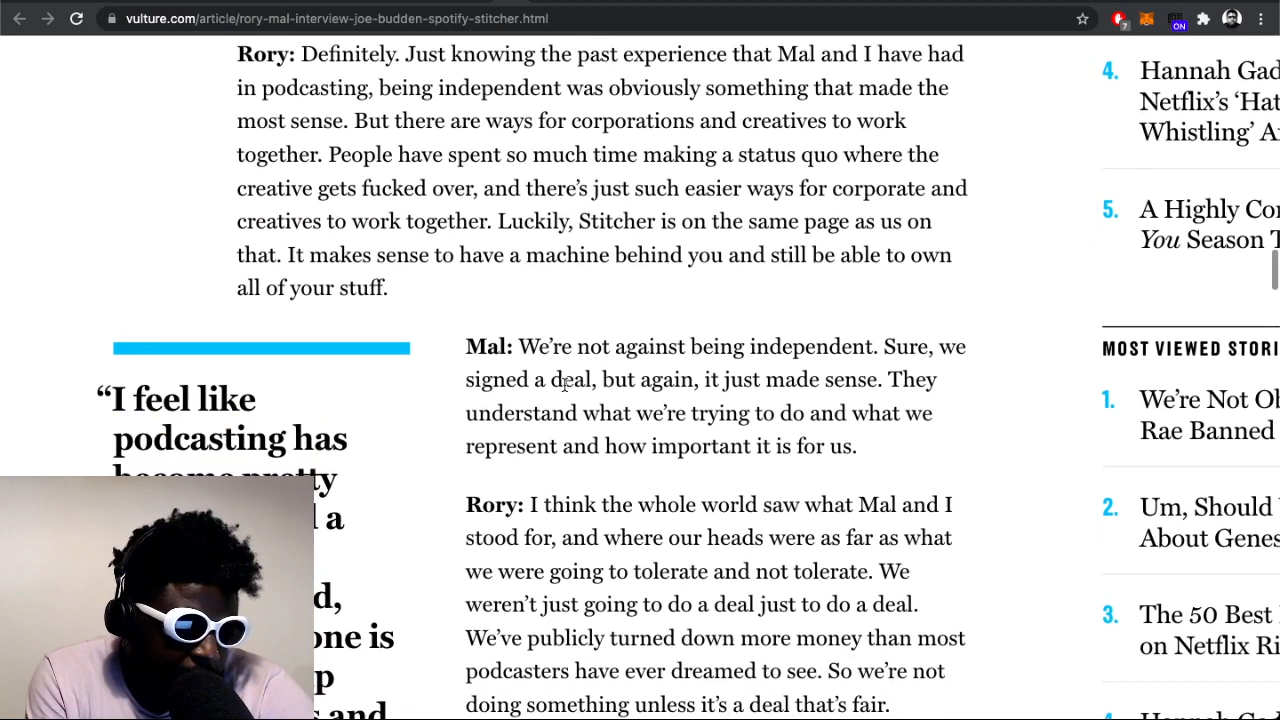 vulture.com/article/rory-mal-interview-joe-budden-spotify-stitcher.html
7
ON
Rory: Definitely. Just knowing the past experience that Mal and I have had
in podcasting, being independent was obviously something that made the
most sense. But there are ways for corporations and creatives to work
together. People have spent so much time making a status quo where the
creative gets fucked over, and there’s just such easier ways for corporate and
creatives to work together. Luckily, Stitcher is on the same page as us on
that. It makes sense to have a machine behind you and still be able to own
all of your stuff.
“I feel like
podcasting has
become pretty
a
one is
and
Mal: We’re not against being independent. Sure, we
signed a deal, but again, it just made sense. They
understand what we’re trying to do and what we
represent and how important it is for us.
Rory: I think the whole world saw what Mal and I
stood for, and where our heads were as far as what
we were going to tolerate and not tolerate. We
weren’t just going to do a deal just to do a deal.
We’ve publicly turned down more money than most
podcasters have ever dreamed to see. So we’re not
doing something unless it’s a deal that’s fair.
4. Hannah Gad
Netflix’s ‘Hat
Whistling’ A
5. A Highly Co
You Season T
MOST VIEWED STORI
1. We’re Not Ob
Rae Banned
2. Um, Should
About Genes
3. The 50 Best
on Netflix Ri
4. Hannah Gad